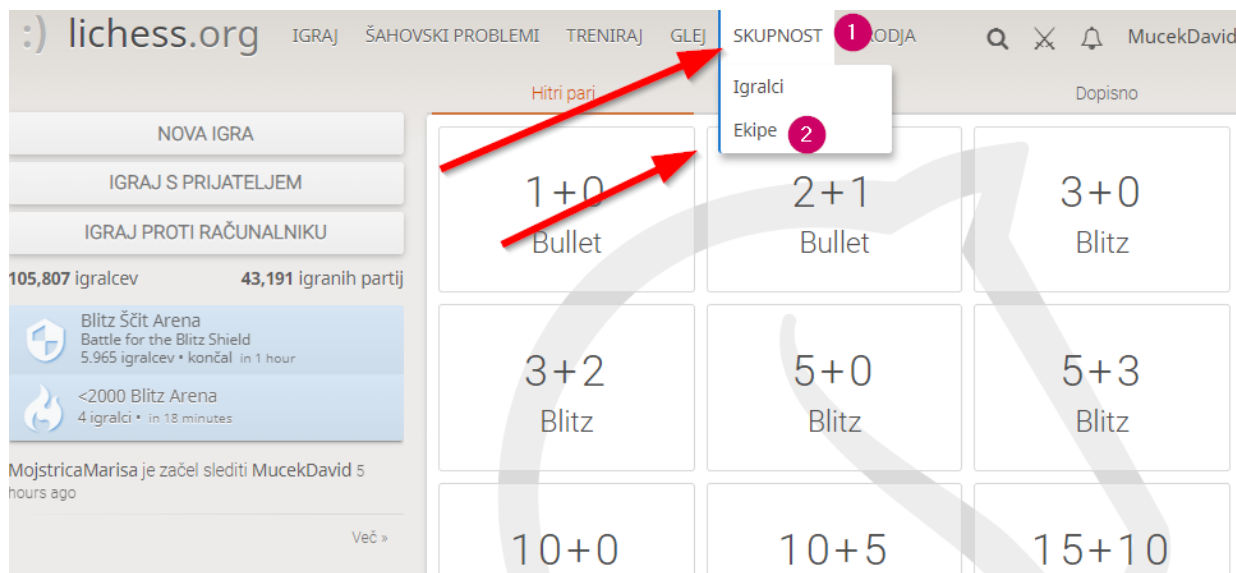 :) lichess.org IGRAJ ŠAHOVSKI PROBLEMI TRENIRAJ GLEJ SKUPNOST 1 RODJA MucekDavid
Igralci
Ekipe 2
Hitri pari Dopisno
NOVA IGRA
IGRAJ S PRIJATELJEM
IGRAJ PROTI RAČUNALNIKU
105,807 igralcev 43,191 igranih partij
Blitz Ščit Arena
Battle for the Blitz Shield
5.965 igralcev • končal in 1 hour
<2000 Blitz Arena
4 igralci • in 18 minutes
MojstricaMarisa je začel slediti MucekDavid 5
hours ago
Več »
1+0
Bullet
2+1
Bullet
3+0
Blitz
3+2
Blitz
5+0
Blitz
5+3
Blitz
10+0
10+5
15+10